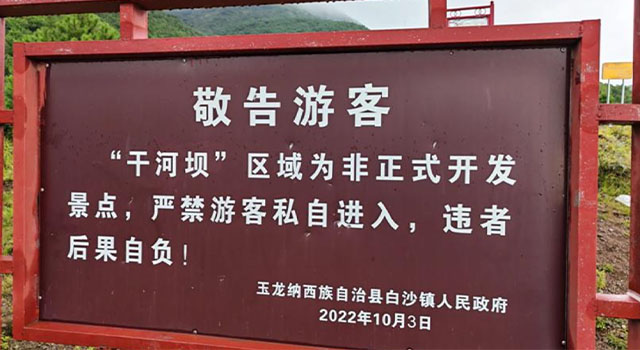 敬告游客
“干河坝”区域为非正式开发
景点，严禁游客私自进入，违者
后果自负！
玉龙纳西族自治县白沙镇人民政府
2022年10月3日